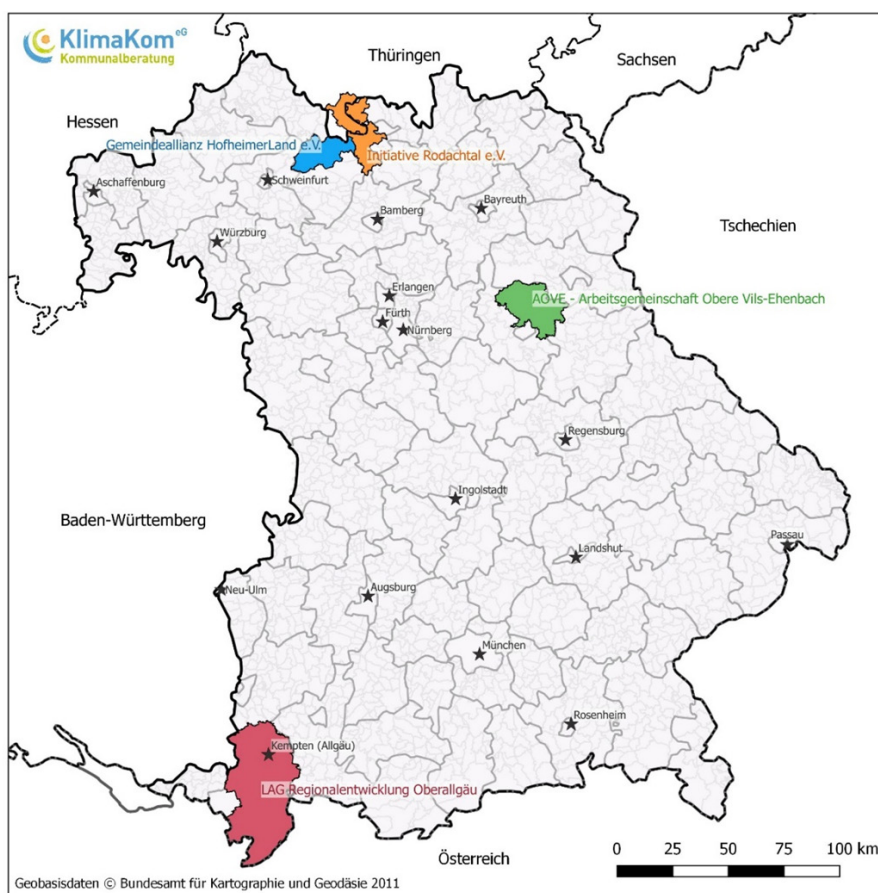 KlimaKom eG
Kommunalberatung
Thüringen
Sachsen
Hessen
Gemeindeallianz HofheimerLand e.V.
Initiative Rodachtal e.V.
Schweinfurt
Aschaffenburg
Bamberg
Bayreuth
Tschechien
Würzburg
Erlangen
AOVE - Arbeitsgemeinschaft Obere Vils-Ehenbach
Fürth
Nürnberg
Regensburg
Ingolstadt
Baden-Württemberg
Passau
Landshut
Neu-Ulm
Augsburg
München
Rosenheim
Kempten (Allgäu)
LAG Regionalentwicklung Oberallgäu
Österreich
0 25 50 75 100 km
Geobasisdaten © Bundesamt für Kartographie und Geodäsie 2011